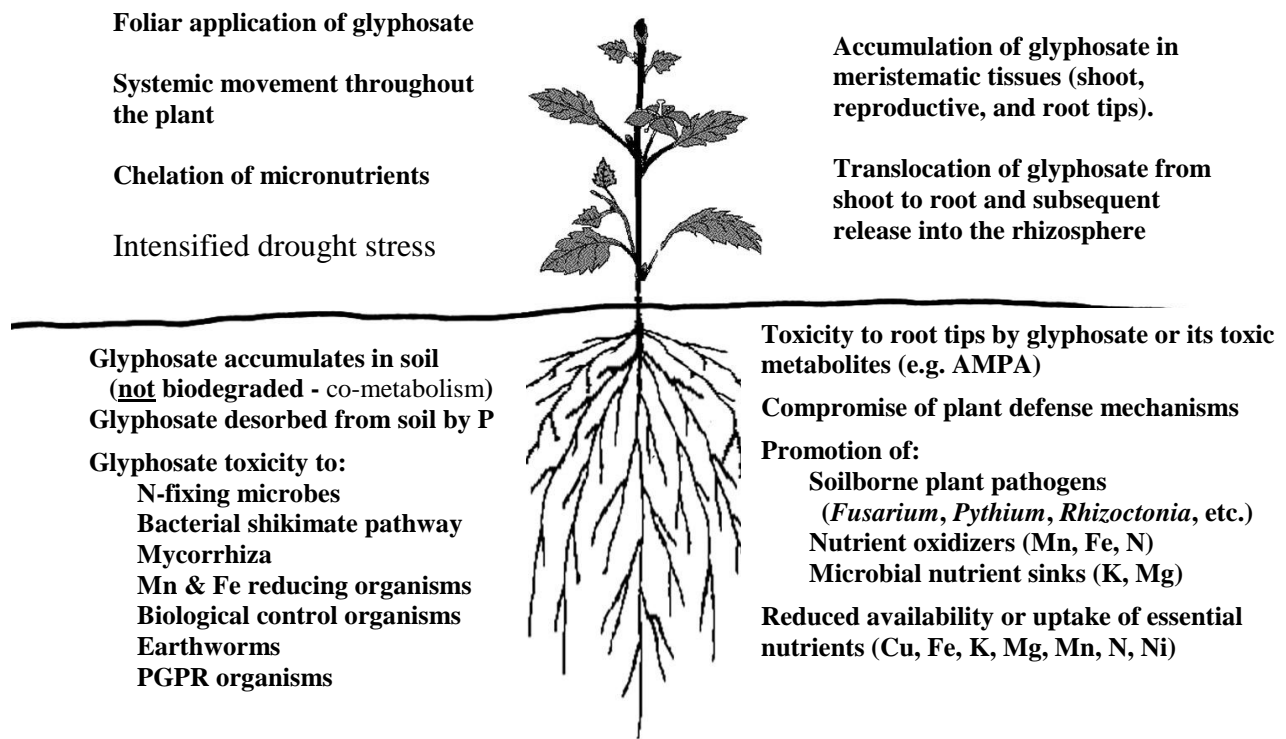 Foliar application of glyphosate
Systemic movement throughout
the plant
Chelation of micronutrients
Intensified drought stress
Accumulation of glyphosate in
meristematic tissues (shoot,
reproductive, and root tips).
Translocation of glyphosate from
shoot to root and subsequent
release into the rhizosphere
Glyphosate accumulates in soil
(not biodegraded - co-metabolism)
Glyphosate desorbed from soil by P
Glyphosate toxicity to:
N-fixing microbes
Bacterial shikimate pathway
Mycorrhiza
Mn & Fe reducing organisms
Biological control organisms
Earthworms
PGPR organisms
Toxicity to root tips by glyphosate or its toxic
metabolites (e.g. AMPA)
Compromise of plant defense mechanisms
Promotion of:
Soilborne plant pathogens
(Fusarium, Pythium, Rhizoctonia, etc.)
Nutrient oxidizers (Mn, Fe, N)
Microbial nutrient sinks (K, Mg)
Reduced availability or uptake of essential
nutrients (Cu, Fe, K, Mg, Mn, N, Ni)